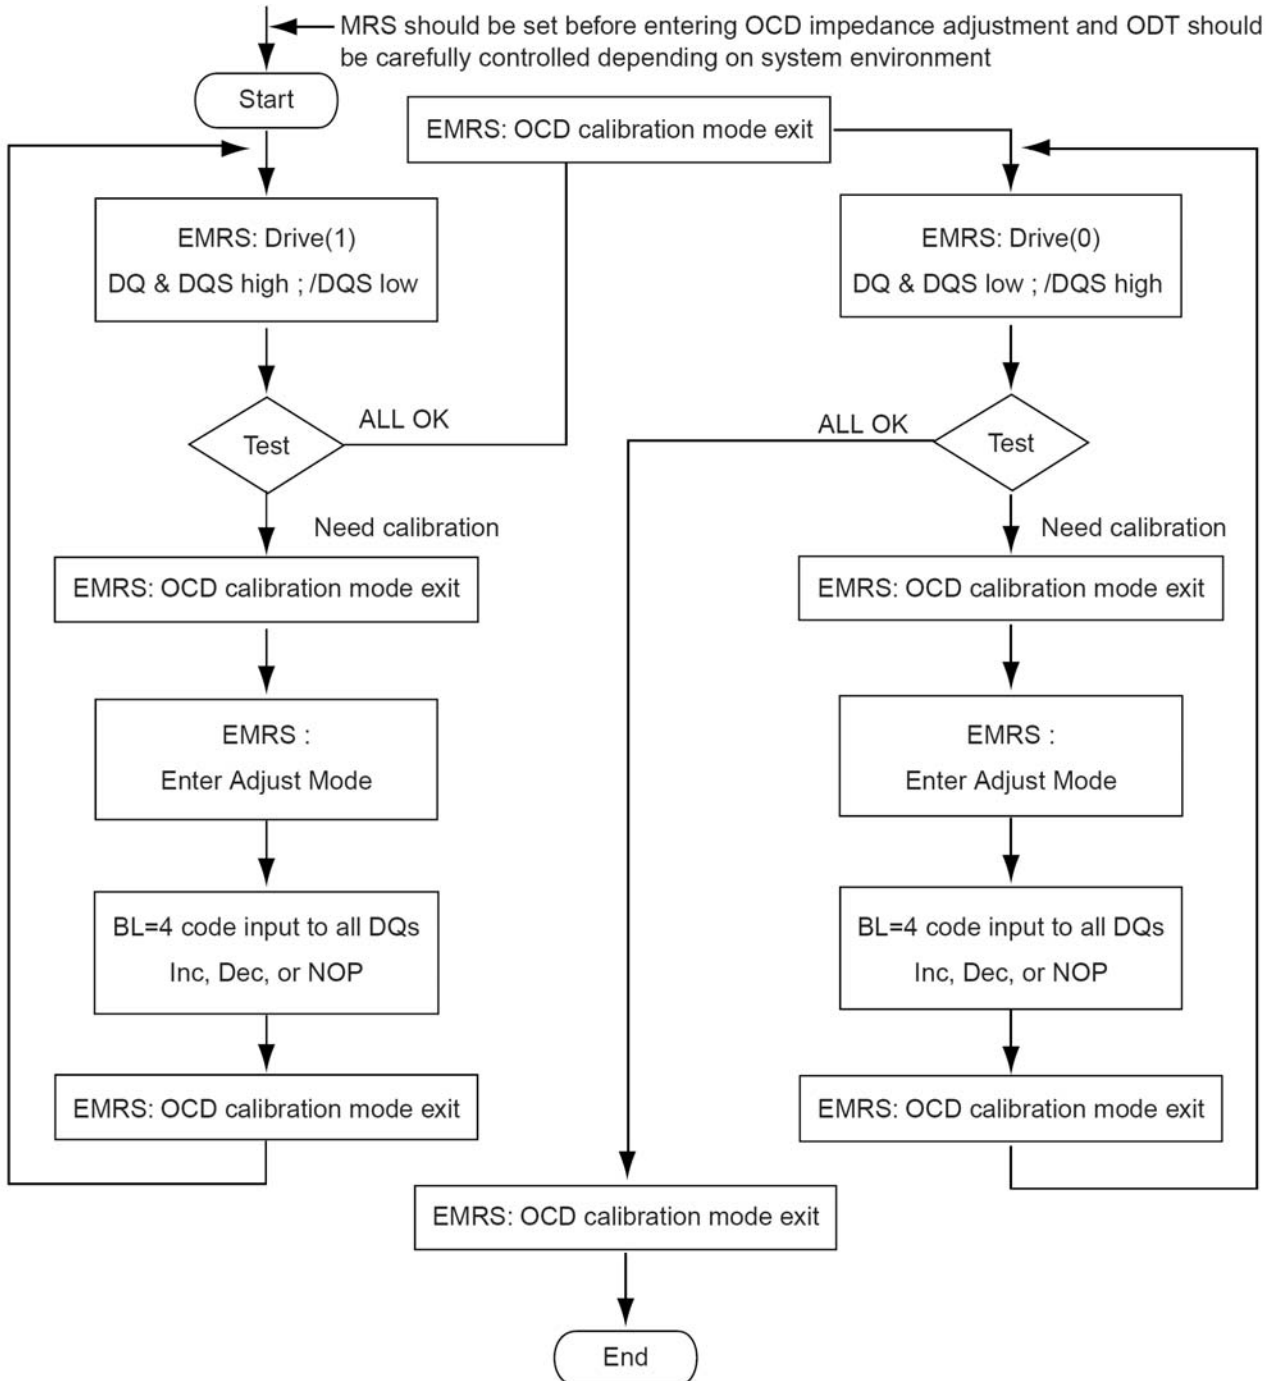 MRS should be set before entering OCD impedance adjustment and ODT should
be carefully controlled depending on system environment
Start
EMRS: OCD calibration mode exit
EMRS: Drive(1)
DQ & DQS high ; /DQS low
EMRS: Drive(0)
DQ & DQS low ; /DQS high
ALL OK
Test
ALL OK
Test
Need calibration
Need calibration
EMRS: OCD calibration mode exit
EMRS: OCD calibration mode exit
EMRS :
Enter Adjust Mode
EMRS :
Enter Adjust Mode
BL=4 code input to all DQs
Inc, Dec, or NOP
BL=4 code input to all DQs
Inc, Dec, or NOP
EMRS: OCD calibration mode exit
EMRS: OCD calibration mode exit
EMRS: OCD calibration mode exit
End